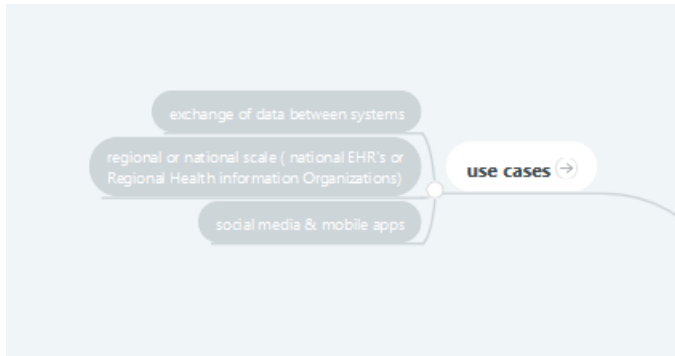 exchange of data between systems
regional or national scale ( national EHR's or
Regional Health information Organizations)
use cases
social media & mobile apps